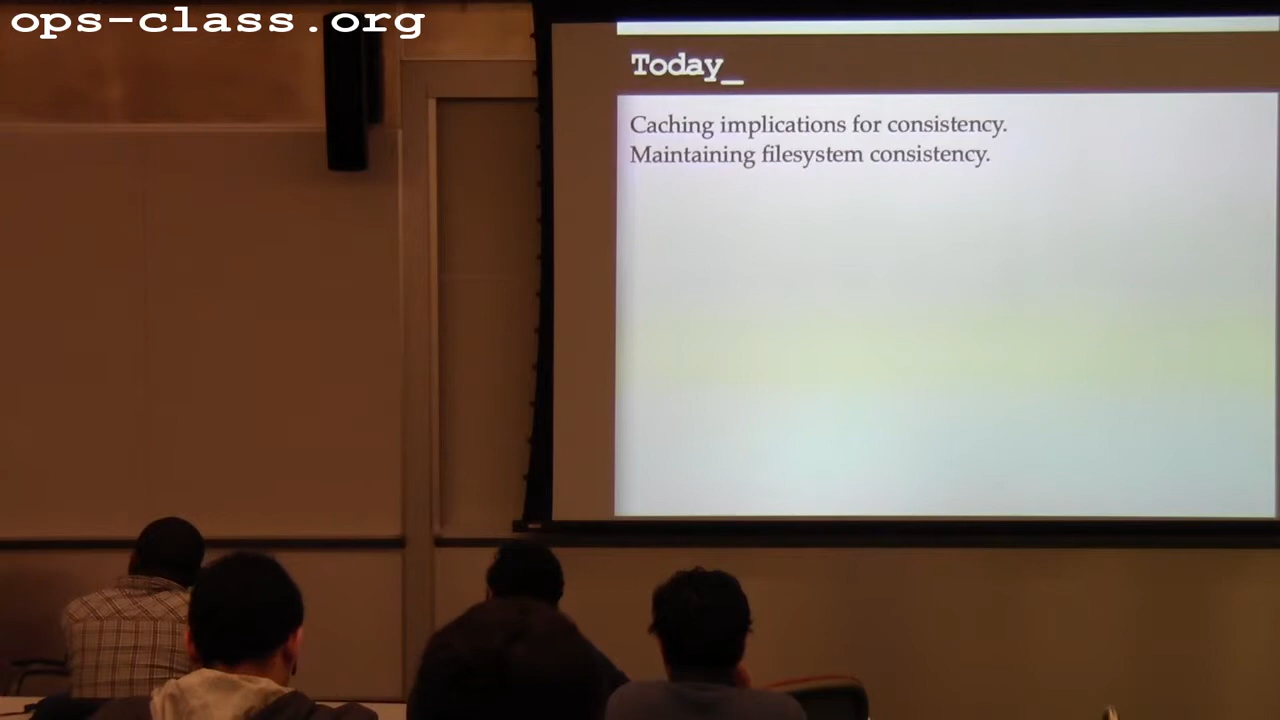 ops-class.org
Today_
Caching implications for consistency.
Maintaining filesystem consistency.